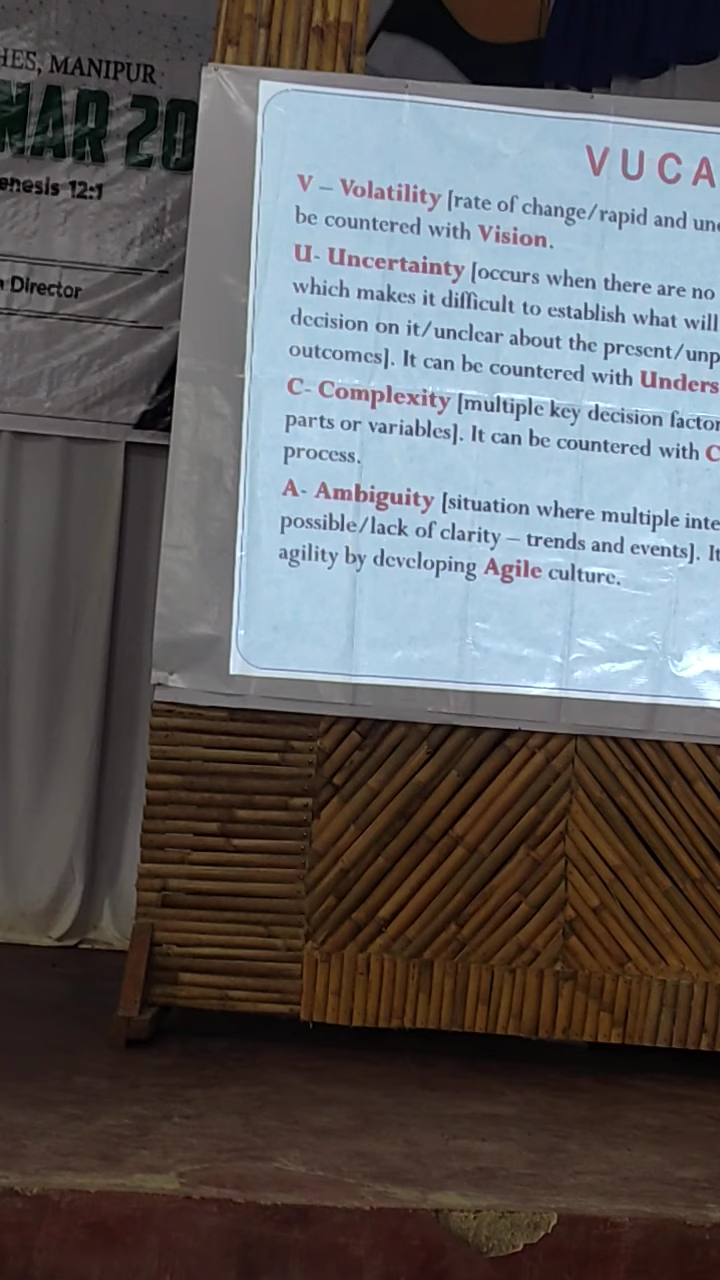 HES, MANIPUR
NAR 20
enesis 12:1
Director
VUCA
V – Volatility [rate of change/rapid and un
be countered with Vision.
U- Uncertainty [occurs when there are no
which makes it difficult to establish what will
decision on it/unclear about the present/unp
outcomes]. It can be countered with Unders
C- Complexity [multiple key decision factor
parts or variables]. It can be countered with C
process.
A- Ambiguity [situation where multiple inte
possible/lack of clarity – trends and events]. It
agility by developing Agile culture.